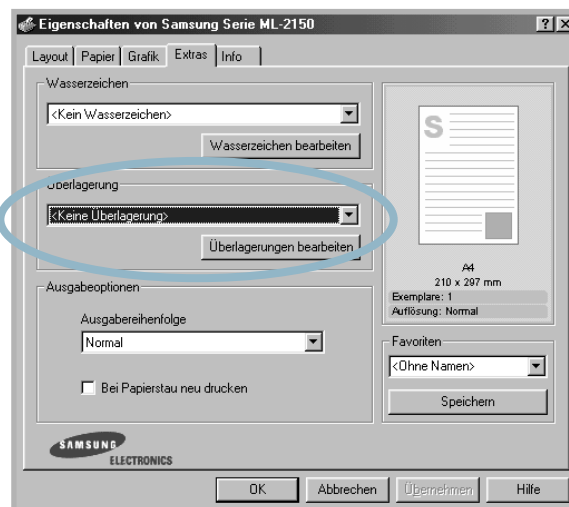 Eigenschaften von Samsung Serie ML-2150
Layout Papier Grafik Extras Info
Wasserzeichen
<Kein Wasserzeichen>
Wasserzeichen bearbeiten
Überlagerung
<Keine Überlagerung>
Überlagerungen bearbeiten
Ausgabeoptionen
Ausgabereihenfolge
Normal
Bei Papierstau neu drucken
S
A4
210 x 297 mm
Exemplare: 1
Auflösung: Normal
Favoriten
<Ohne Namen>
Speichern
SAMSUNG
ELECTRONICS
OK Abbrechen Übernehmen Hilfe